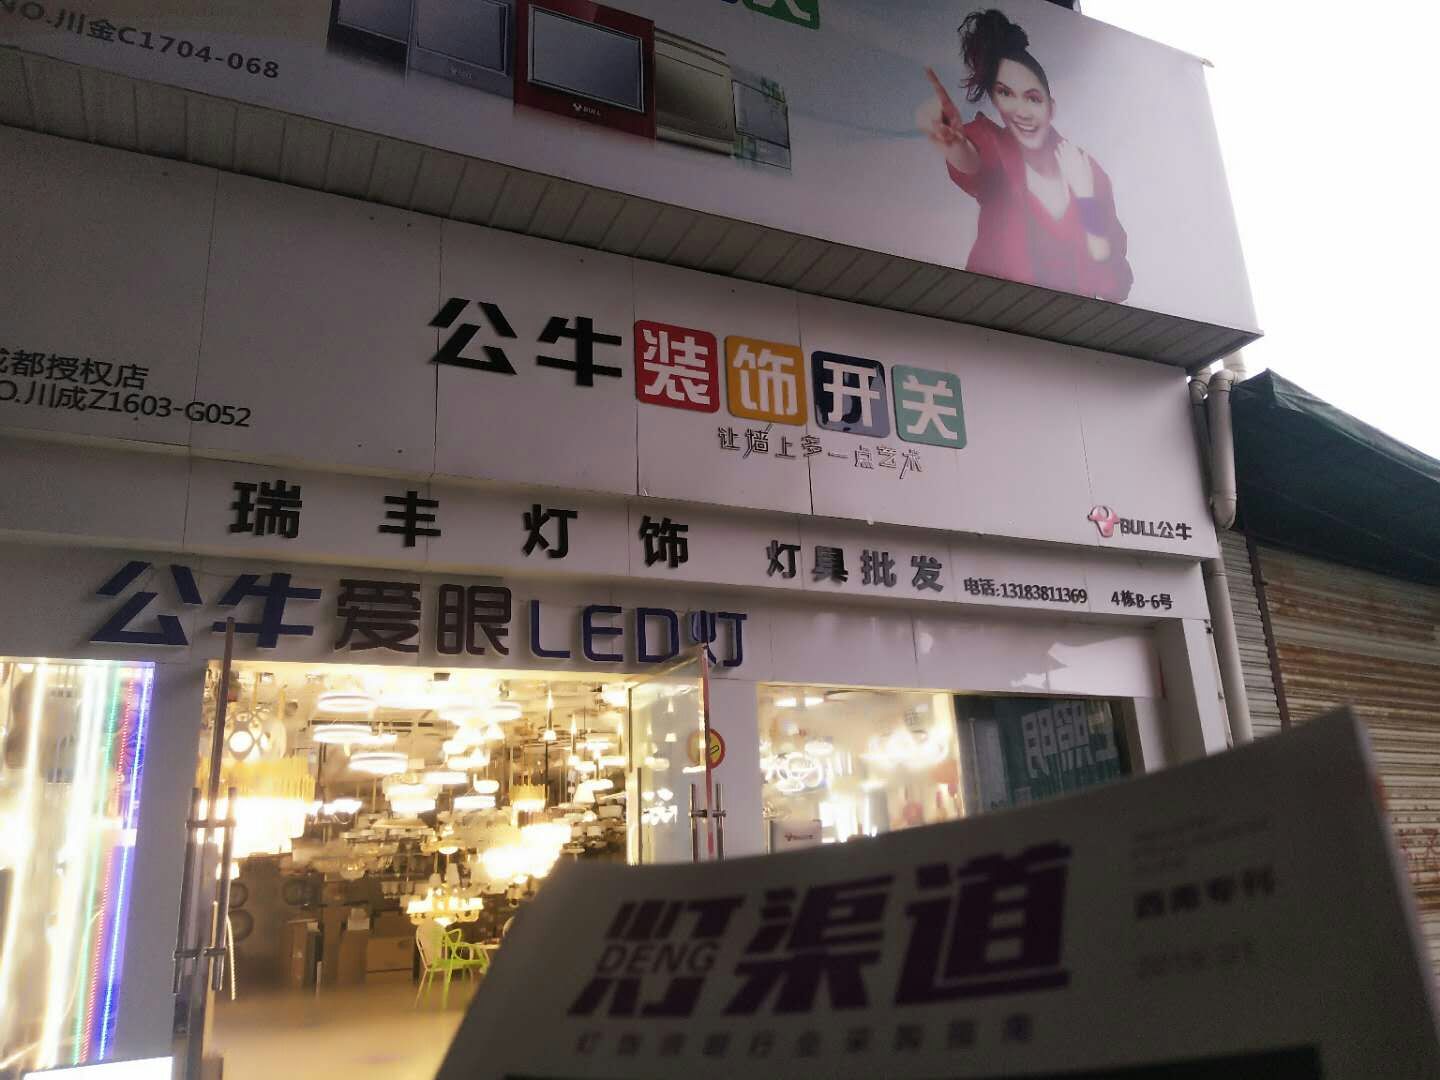 NO.川金C1704-068
BULL
公牛装饰开关
让墙上多一点艺术
成都授权店
NO.川成Z1603-G052
BULL公牛
瑞丰灯饰 灯具批发 电话:13183811369 4栋B-6号
公牛爱眼LED灯
灯渠道
DENG
西南专刊